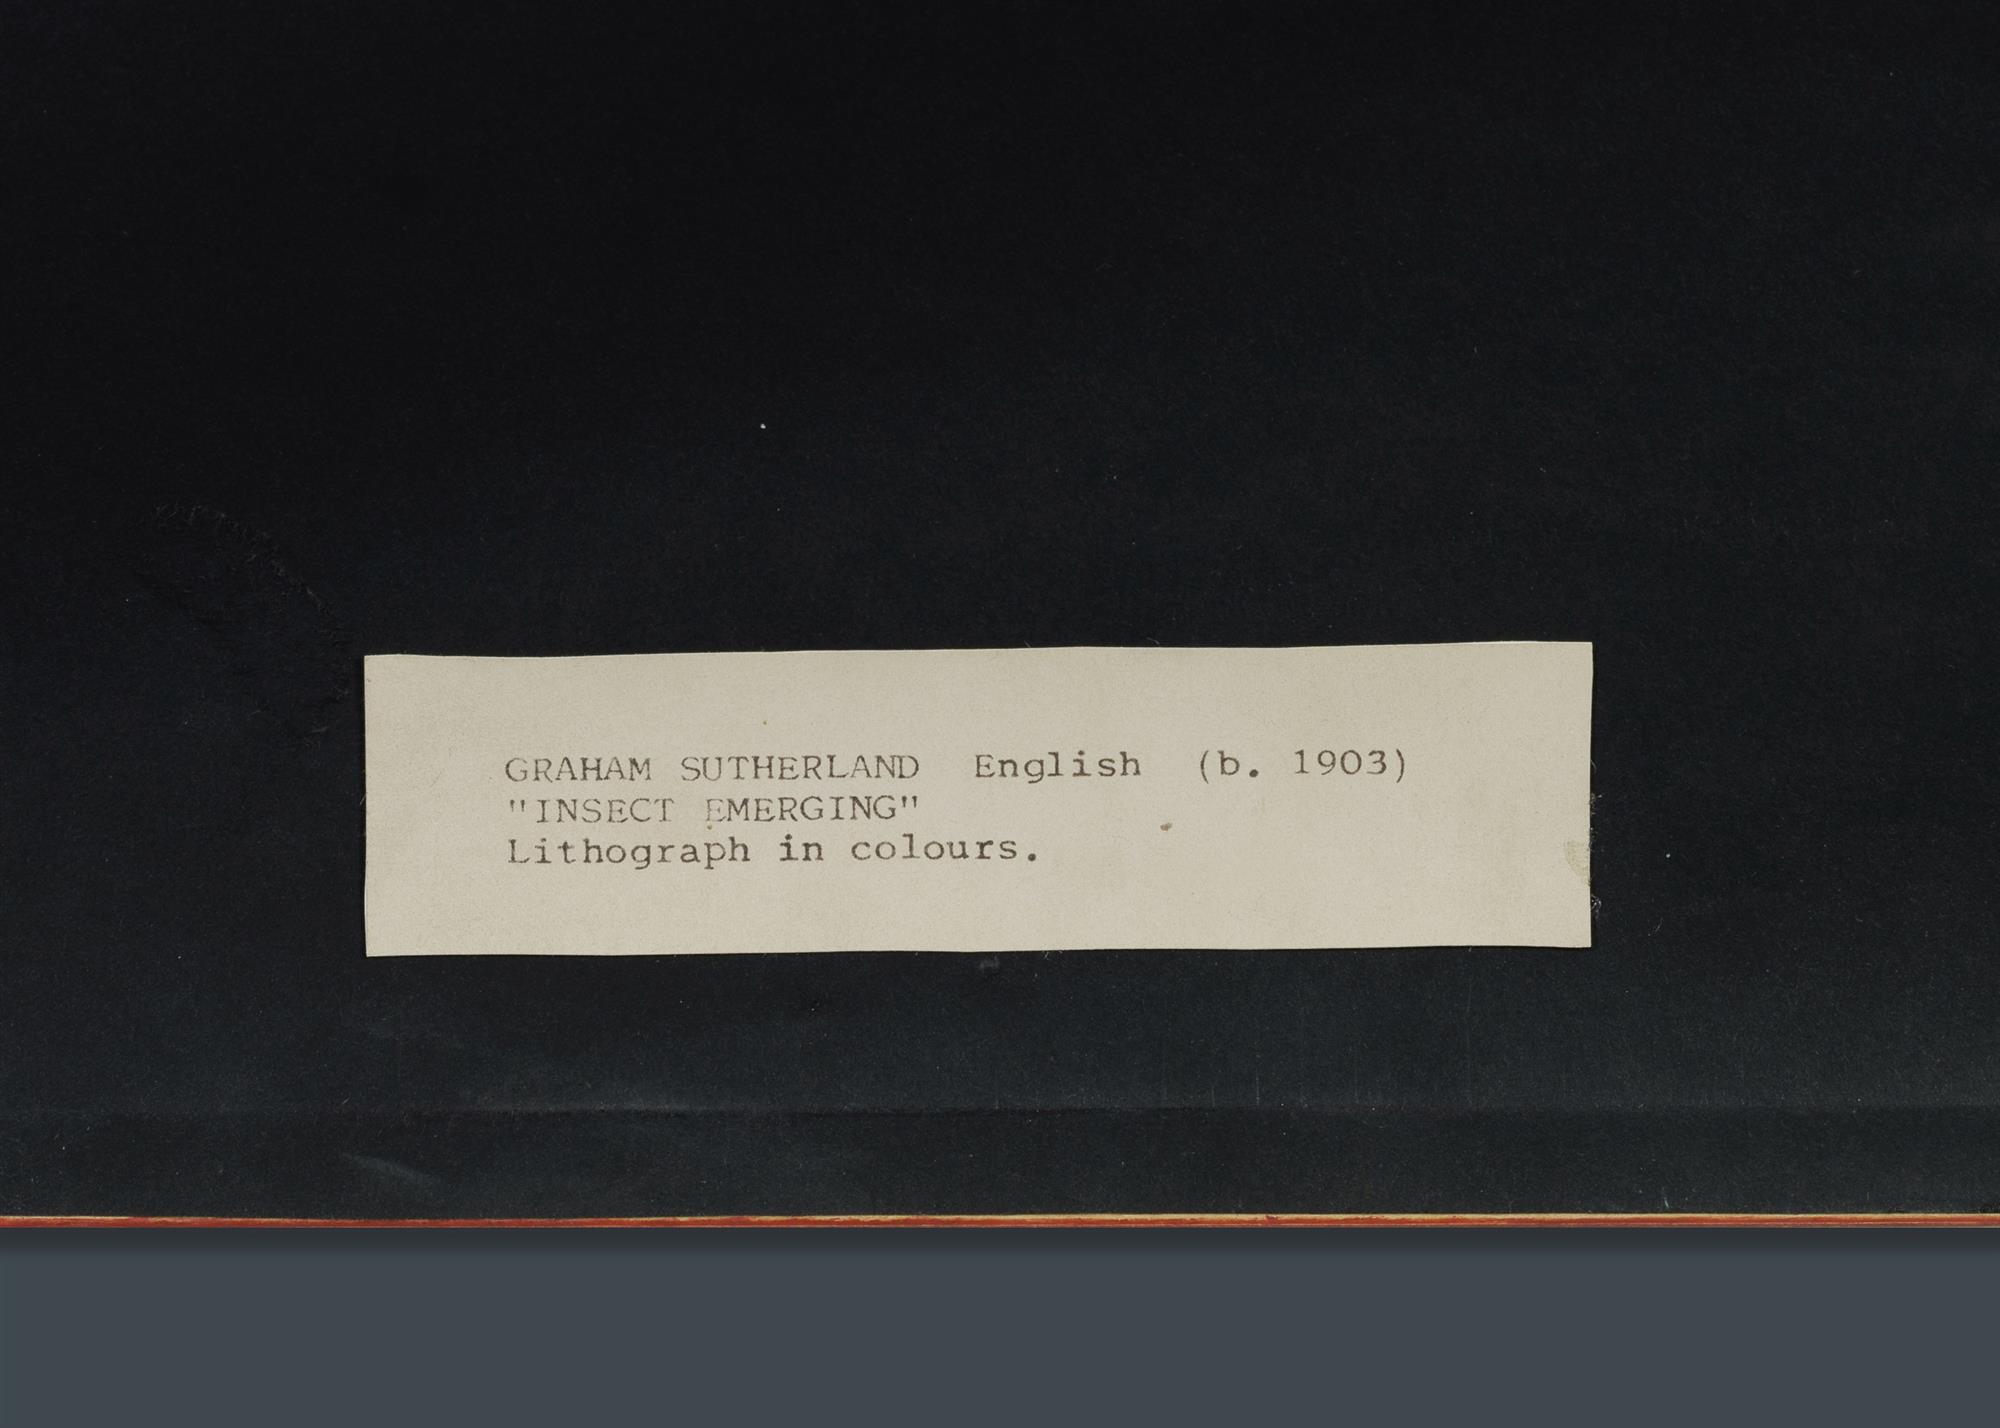 GRAHAM SUTHERLAND English (b. 1903)
"INSECT EMERGING"
Lithograph in colours.